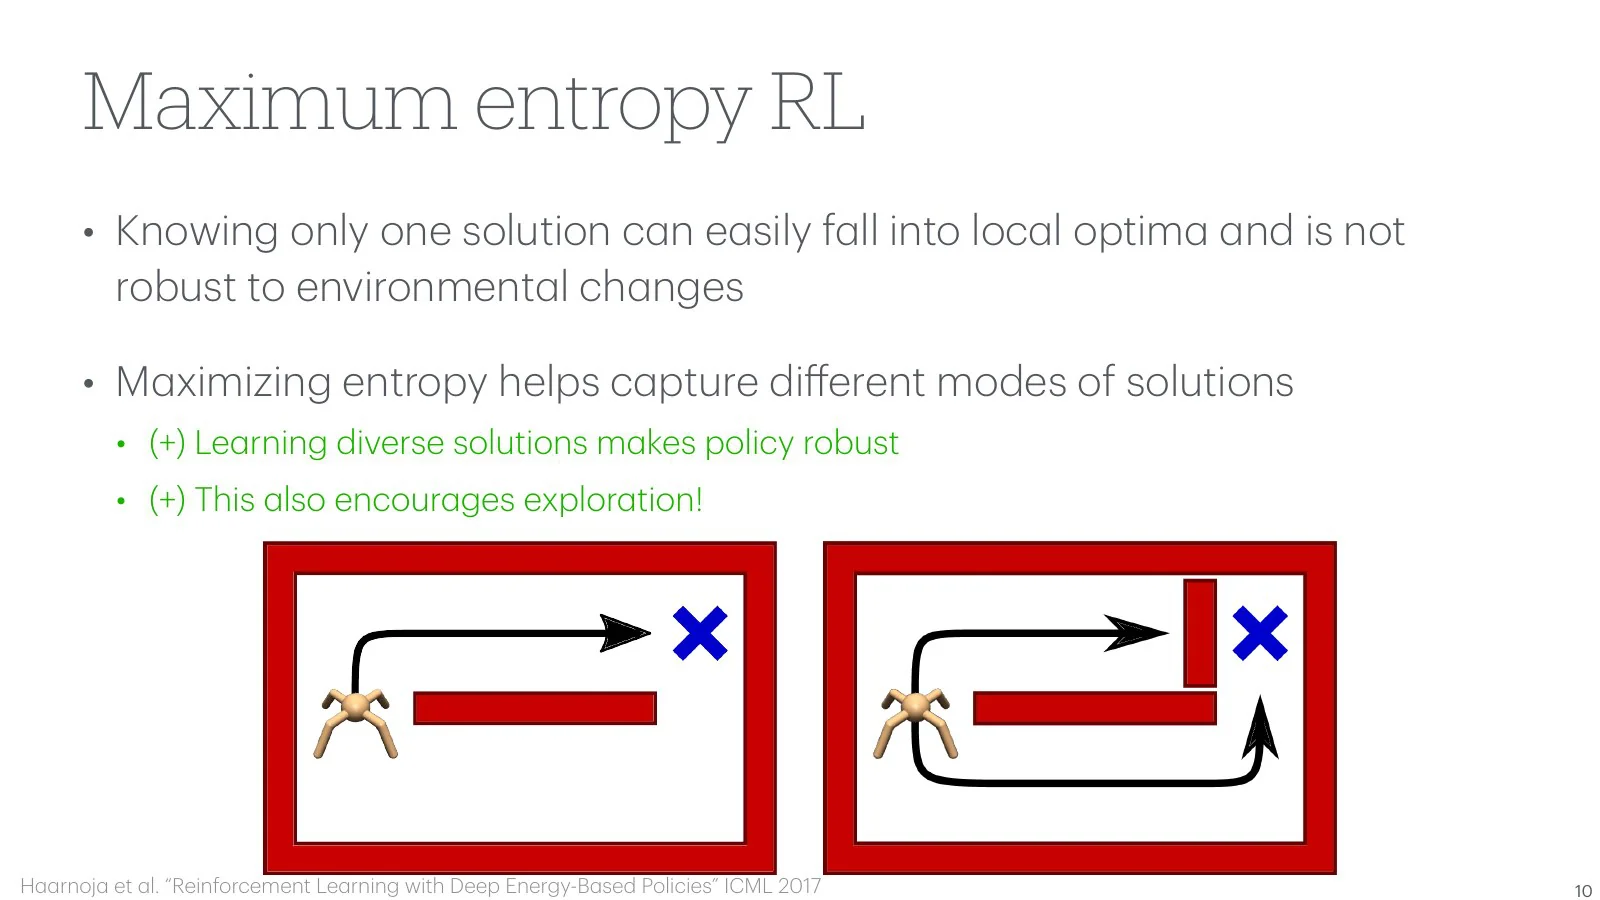 Maximum entropy RL
• Knowing only one solution can easily fall into local optima and is not
robust to environmental changes
• Maximizing entropy helps capture different modes of solutions
• (+) Learning diverse solutions makes policy robust
• (+) This also encourages exploration!
Haarnoja et al. “Reinforcement Learning with Deep Energy-Based Policies” ICML 2017
10